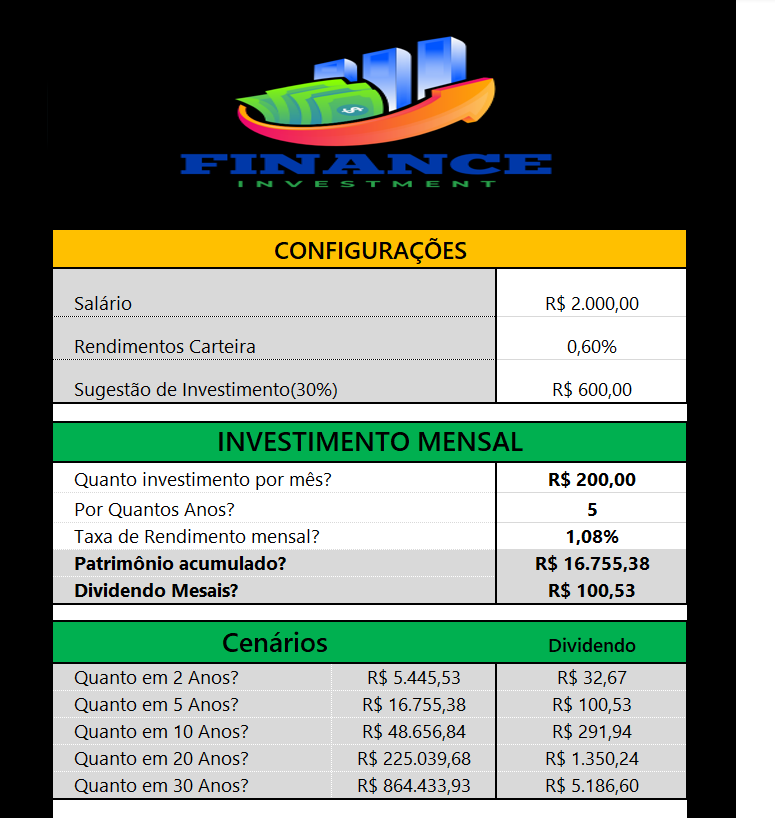 FINANCE
INVESTMENT
CONFIGURAÇÕES
Salário R$ 2.000,00
Rendimentos Carteira 0,60%
Sugestão de Investimento(30%) R$ 600,00
INVESTIMENTO MENSAL
Quanto investimento por mês? R$ 200,00
Por Quantos Anos? 5
Taxa de Rendimento mensal? 1,08%
Patrimônio acumulado? R$ 16.755,38
Dividendo Mesais? R$ 100,53
Cenários Dividendo
Quanto em 2 Anos? R$ 5.445,53 R$ 32,67
Quanto em 5 Anos? R$ 16.755,38 R$ 100,53
Quanto em 10 Anos? R$ 48.656,84 R$ 291,94
Quanto em 20 Anos? R$ 225.039,68 R$ 1.350,24
Quanto em 30 Anos? R$ 864.433,93 R$ 5.186,60